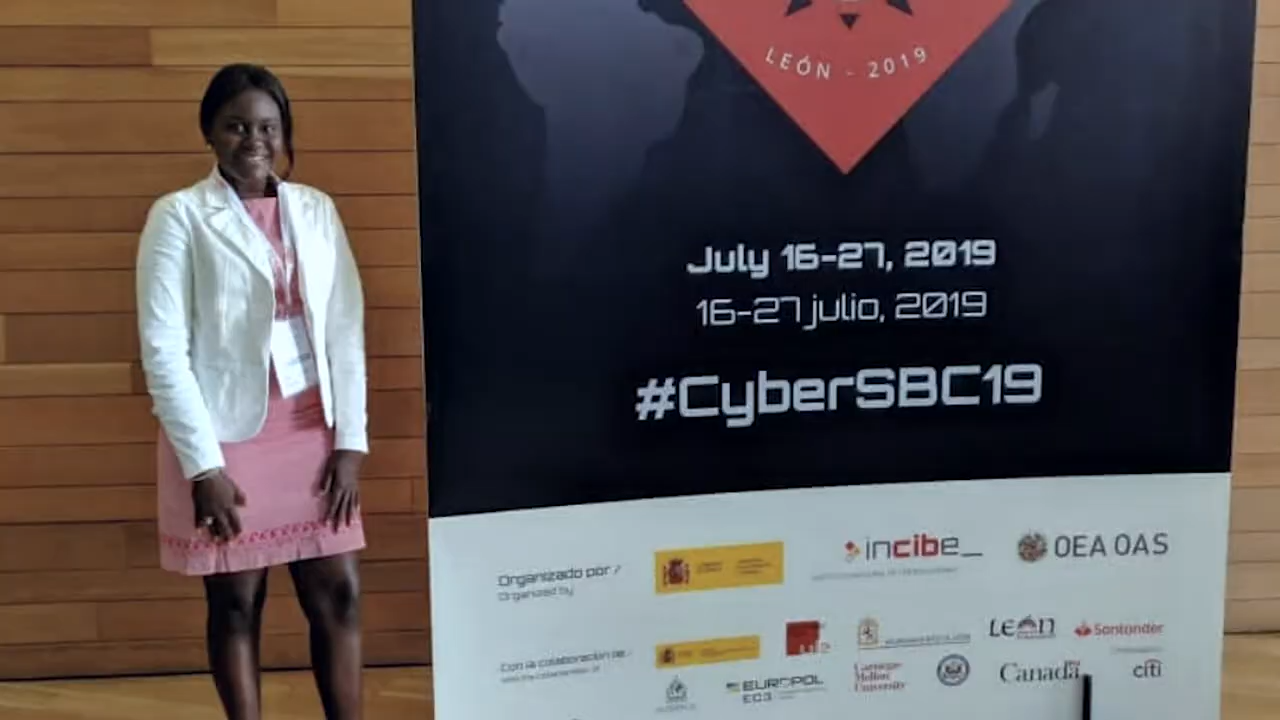 LEÓN - 2019
July 16-27, 2019
16-27 julio, 2019
#CyberSBC19
Organizado por /
Organized by
incibe_
OEA OAS
Con la colaboración de /
LEÓN
Santander
EUROPOL
EC3
Carnegie
Mellon
University
Canada
citi